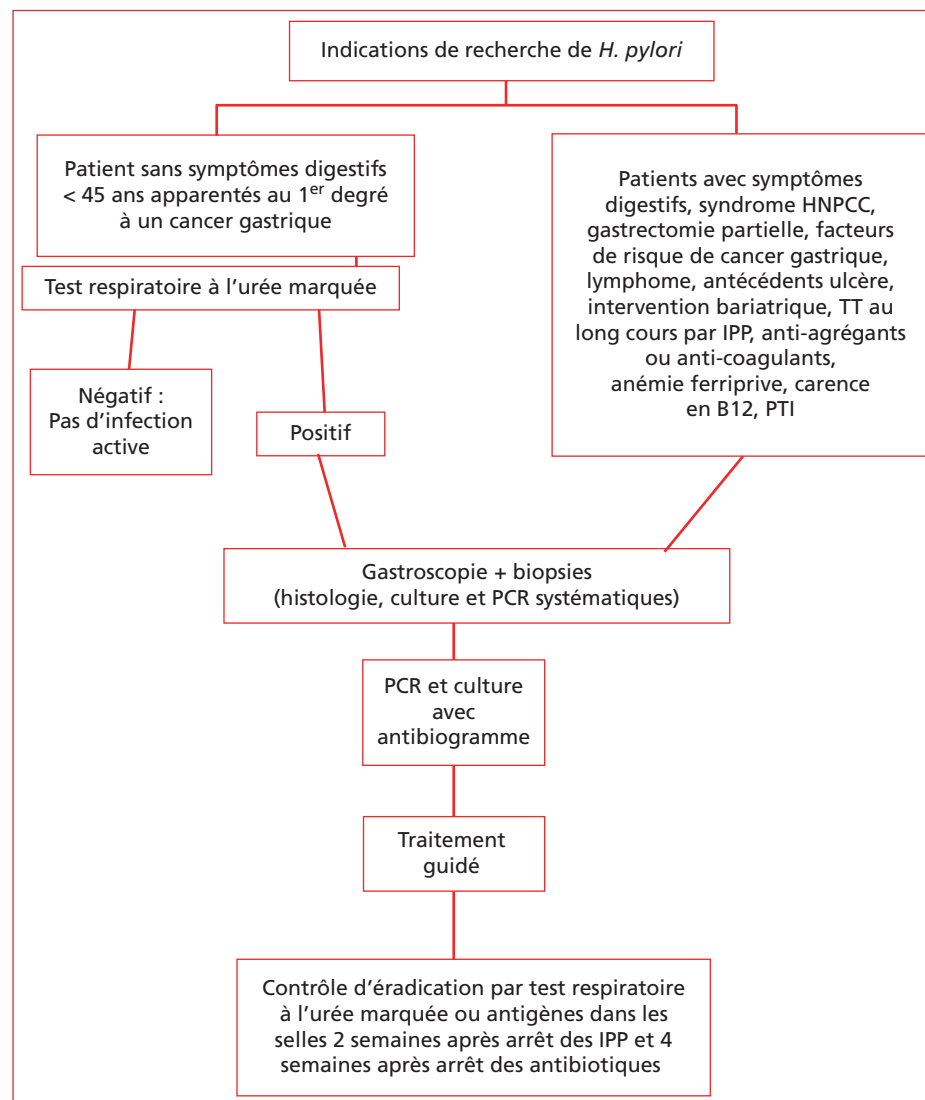 Indications de recherche de H. pylori
Patient sans symptômes digestifs
< 45 ans apparentés au 1er degré
à un cancer gastrique
Test respiratoire à l'urée marquée
Négatif :
Pas d'infection
active
Positif
Patients avec symptômes
digestifs, syndrome HNPCC,
gastrectomie partielle, facteurs
de risque de cancer gastrique,
lymphome, antécédents ulcère,
intervention bariatrique, TT au
long cours par IPP, anti-agrégants
ou anti-coagulants,
anémie ferriprive, carence
en B12, PTI
Gastroscopie + biopsies
(histologie, culture et PCR systématiques)
PCR et culture
avec
antibiogramme
Traitement
guidé
Contrôle d'éradication par test respiratoire
à l'urée marquée ou antigènes dans les
selles 2 semaines après arrêt des IPP et 4
semaines après arrêt des antibiotiques